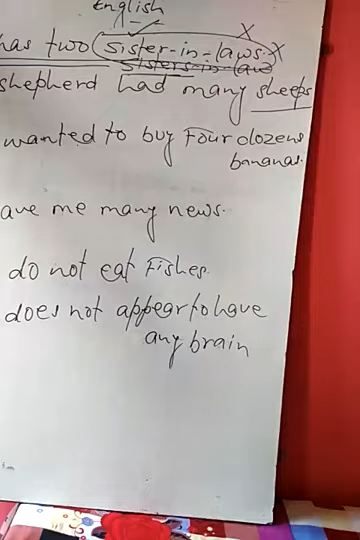 English
has two sister-in-laws.
sisters-in-law
shepherd had many sheeps
wanted to buy Four dozens
bananas.
ave me many news.
do not eat Fishes.
does not appear to have
any brain